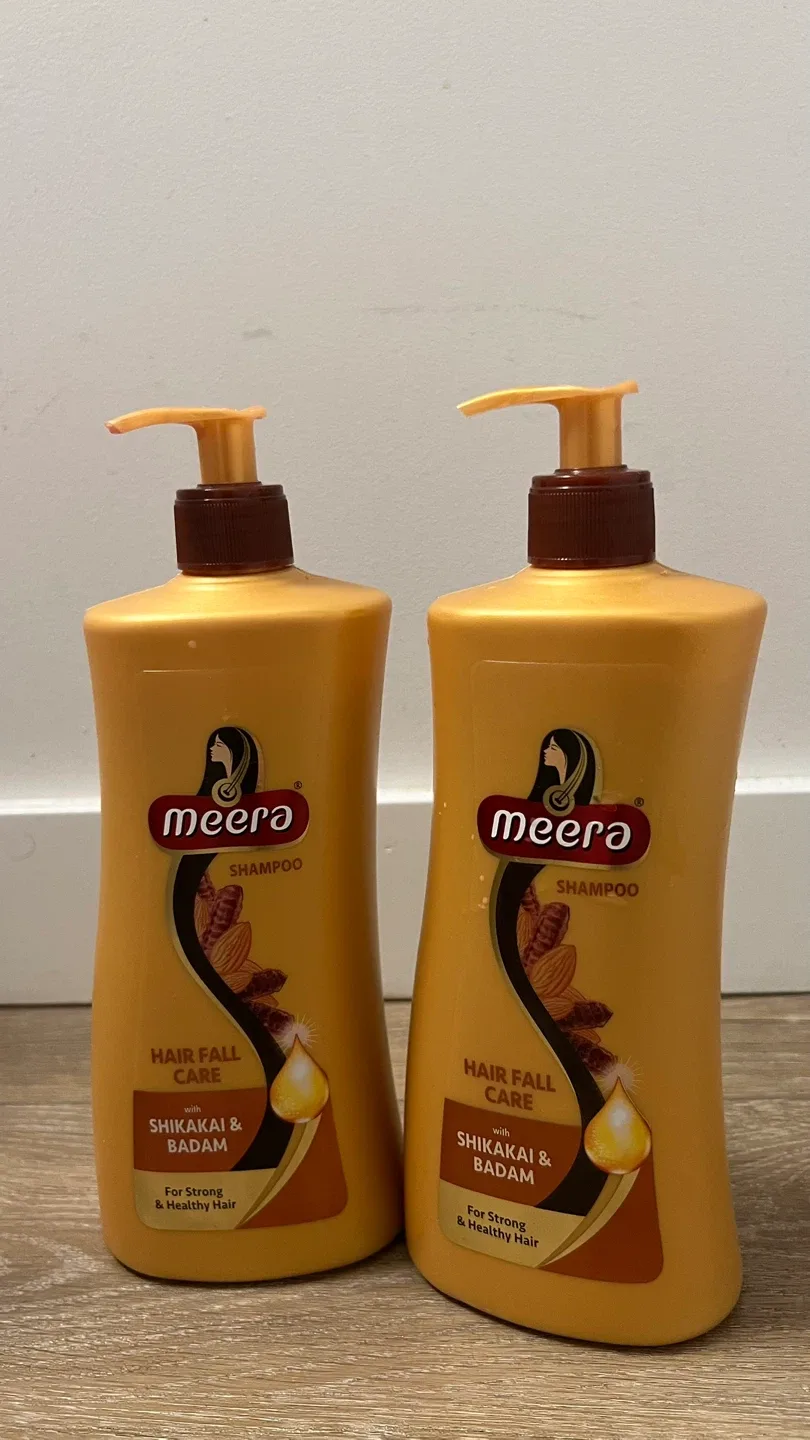 meera®
SHAMPOO
HAIR FALL
CARE
with
SHIKAKAI &
BADAM
For Strong
& Healthy Hair
meera®
SHAMPOO
HAIR FALL
CARE
with
SHIKAKAI &
BADAM
For Strong
& Healthy Hair